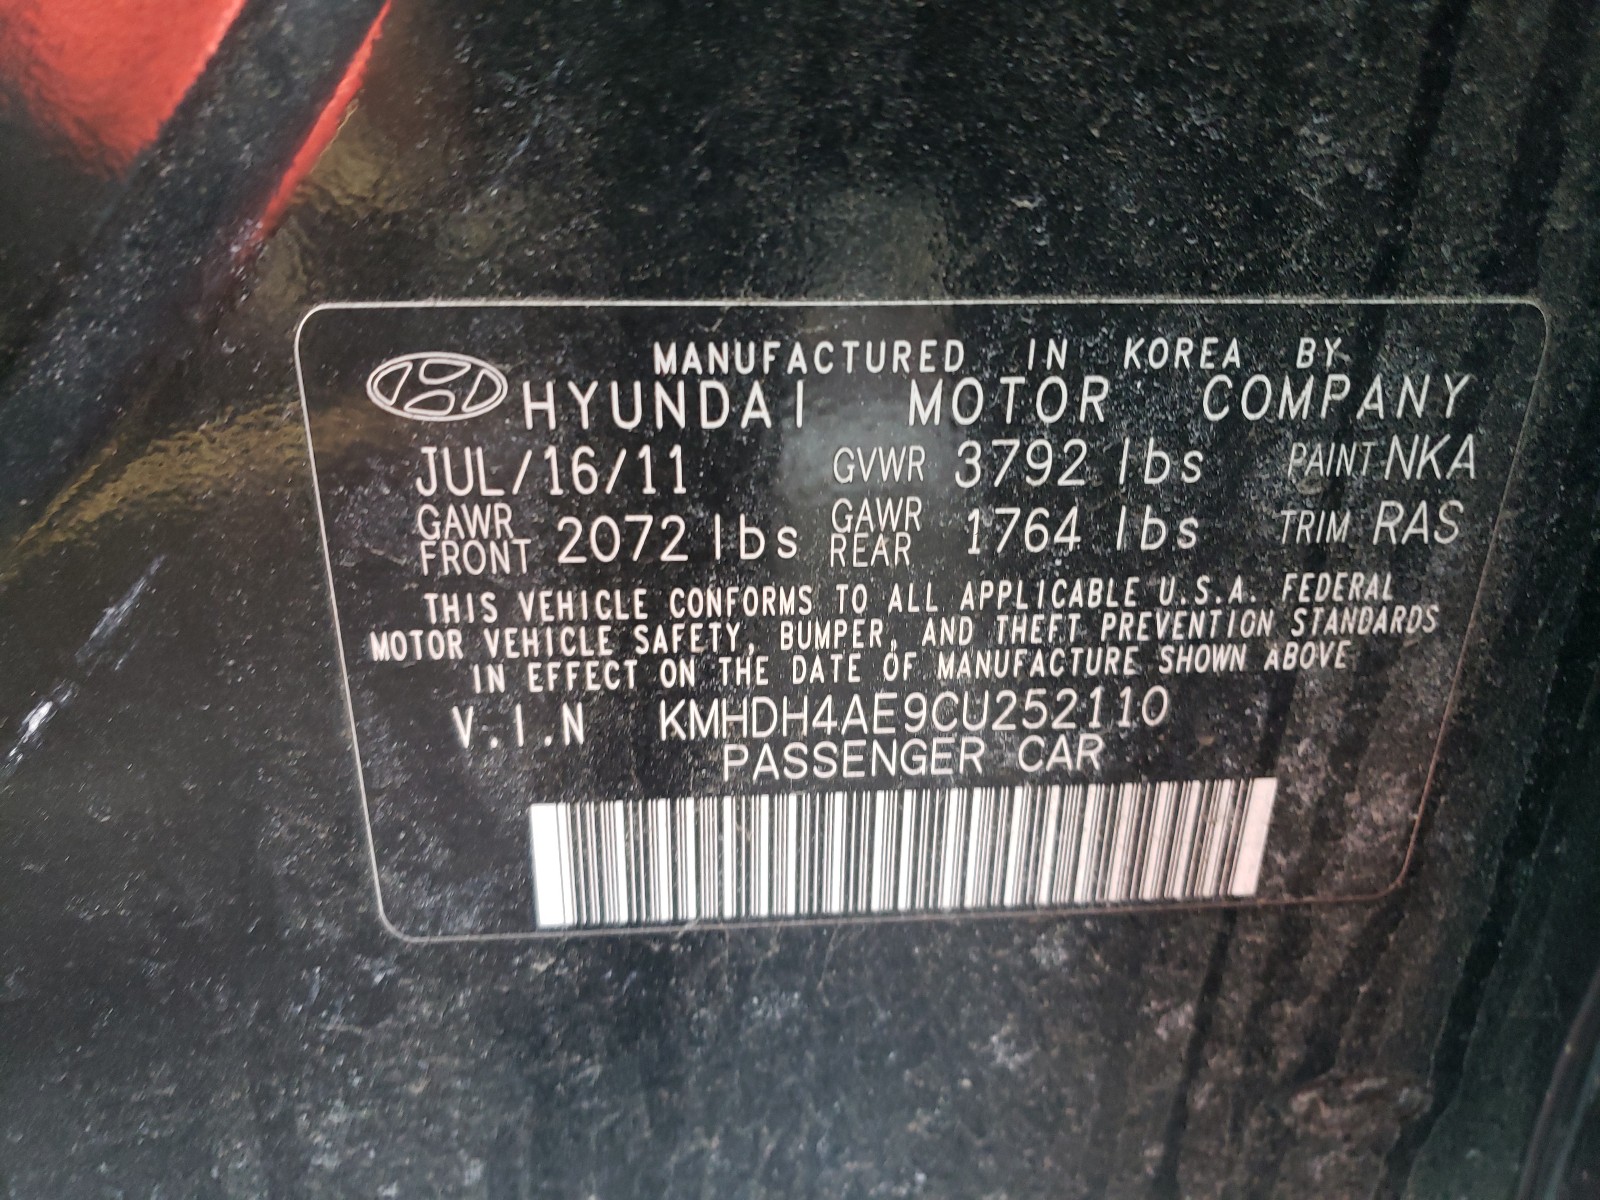 MANUFACTURED IN KOREA BY
HYUNDAI MOTOR COMPANY
JUL/16/11 GVWR 3792 lbs PAINT:NKA
GAWR FRONT 2072 lbs GAWR REAR 1764 lbs TRIM RAS
THIS VEHICLE CONFORMS TO ALL APPLICABLE U.S.A. FEDERAL
MOTOR VEHICLE SAFETY, BUMPER, AND THEFT PREVENTION STANDARDS
IN EFFECT ON THE DATE OF MANUFACTURE SHOWN ABOVE
V.I.N KMHDH4AE9CU252110
PASSENGER CAR